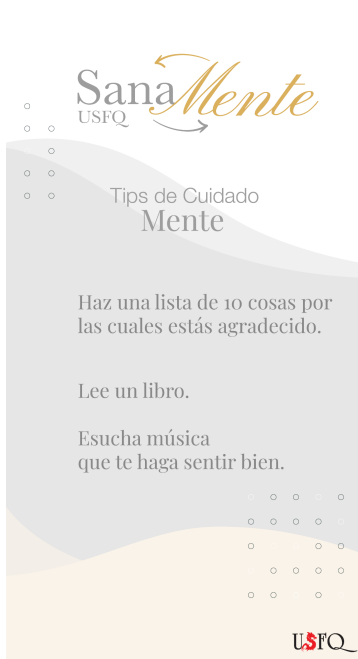 Sana Mente
USFQ
Tips de Cuidado
Mente
Haz una lista de 10 cosas por
las cuales estás agradecido.
Lee un libro.
Esucha música
que te haga sentir bien.
USFQ